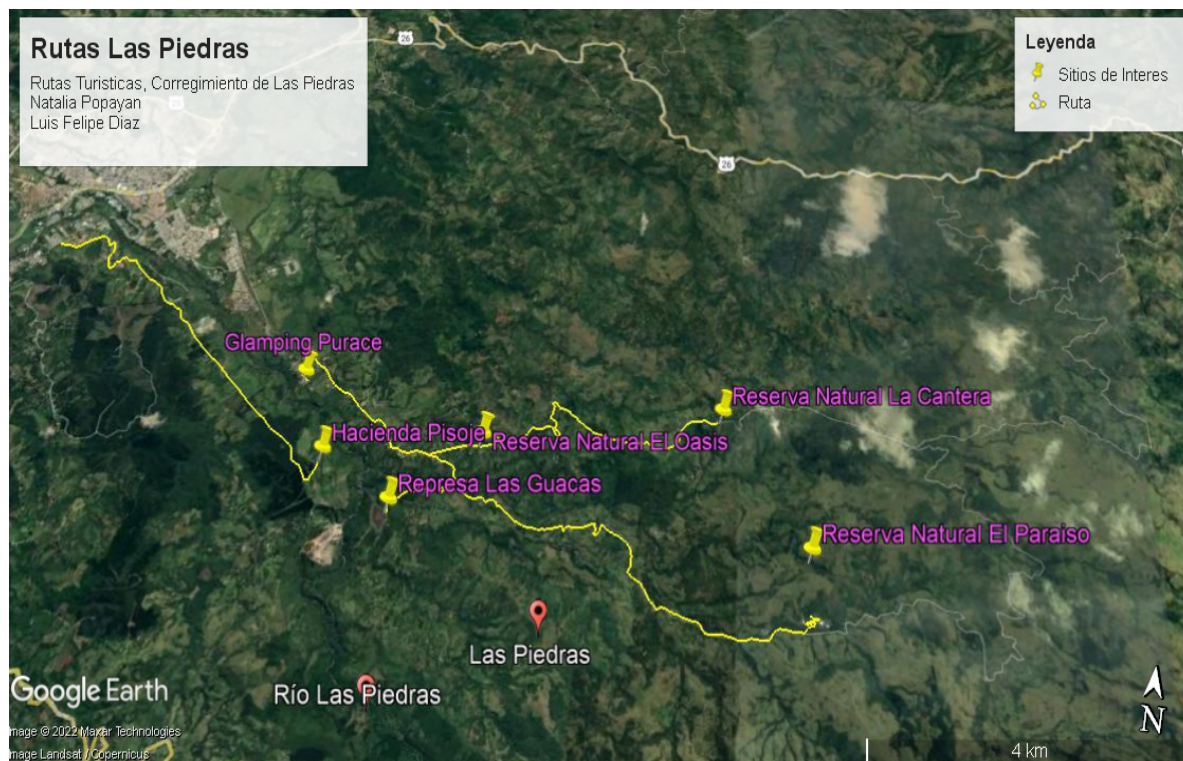 Rutas Las Piedras
Rutas Turisticas, Corregimiento de Las Piedras
Natalia Popayan
Luis Felipe Diaz
Leyenda
Sitios de Interes
Ruta
26
26
Glamping Purace
Reserva Natural La Cantera
Hacienda Pisoje
Reserva Natural El Oasis
Represa Las Guacas
Reserva Natural El Paraiso
Las Piedras
Río Las Piedras
Google Earth
mage © 2022 Maxar Technologies
mage Landsat / Copernicus
N
4 km